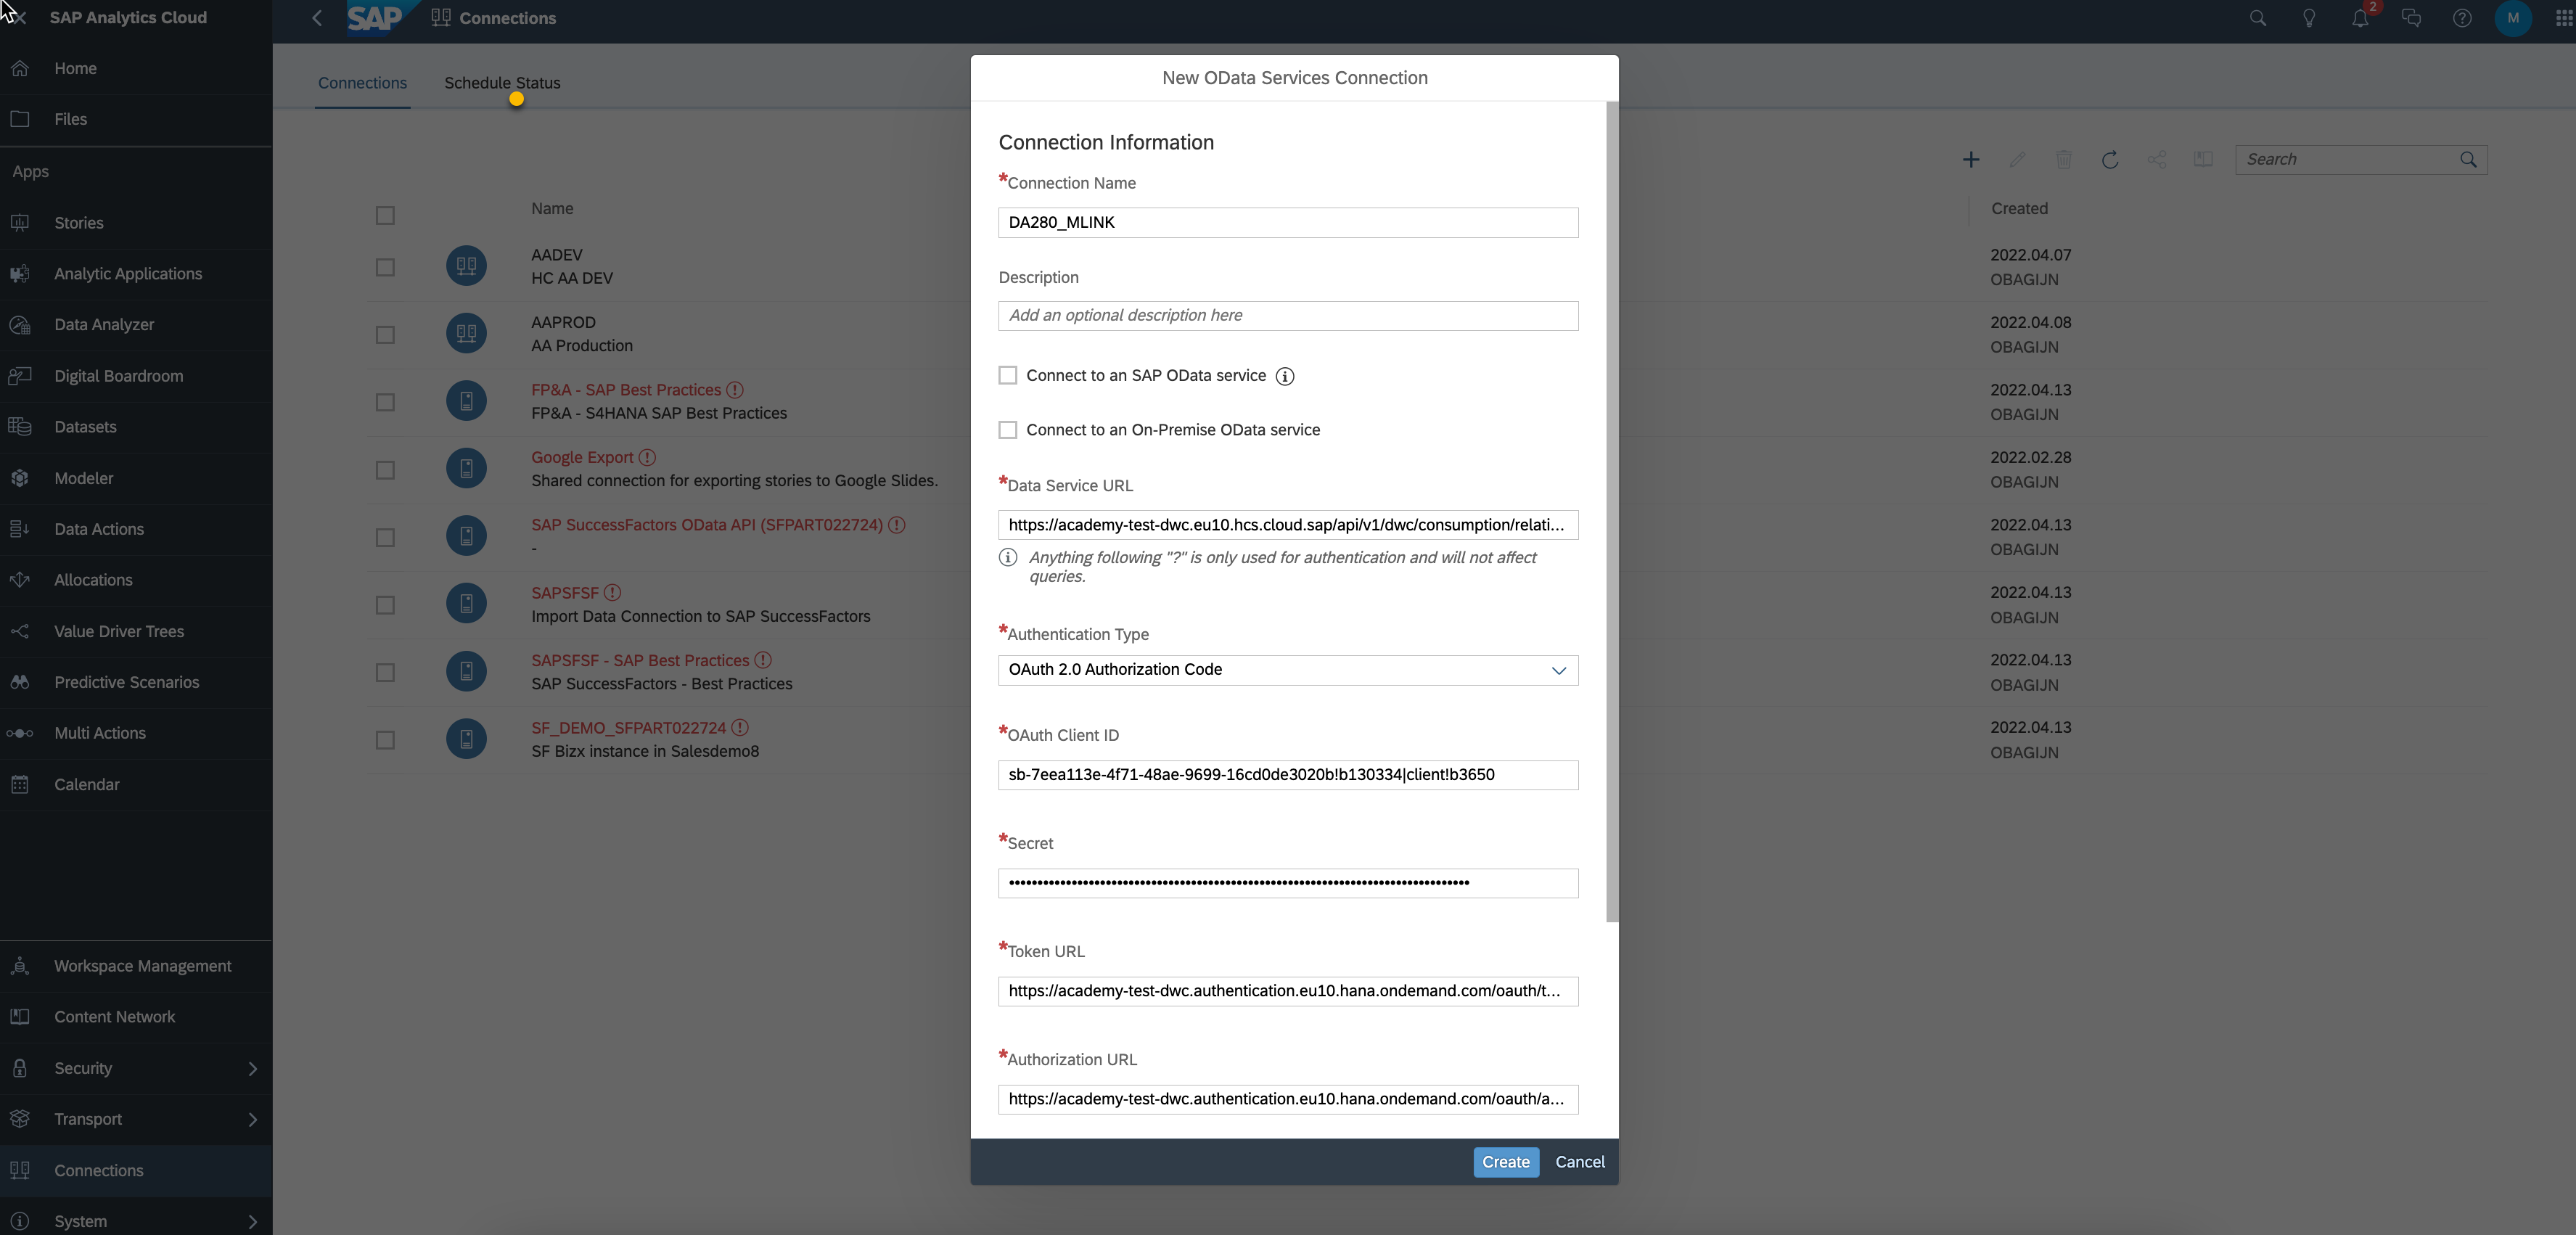 SAP Analytics Cloud
Home
Files
Apps
Stories
Analytic Applications
Data Analyzer
Digital Boardroom
Datasets
Modeler
Data Actions
Allocations
Value Driver Trees
Predictive Scenarios
Multi Actions
Calendar
Workspace Management
Content Network
Security
Transport
Connections
System
SAP Connections
2
M
Connections Schedule Status
Search
Name Created
AADEV 2022.04.07
HC AA DEV OBAGIJN
AAPROD 2022.04.08
AA Production OBAGIJN
FP&A - SAP Best Practices 2022.04.13
FP&A - S4HANA SAP Best Practices OBAGIJN
Google Export 2022.02.28
Shared connection for exporting stories to Google Slides. OBAGIJN
SAP SuccessFactors OData API (SFPART022724) 2022.04.13
- OBAGIJN
SAPSFSF 2022.04.13
Import Data Connection to SAP SuccessFactors OBAGIJN
SAPSFSF - SAP Best Practices 2022.04.13
SAP SuccessFactors - Best Practices OBAGIJN
SF_DEMO_SFPART022724 2022.04.13
SF Bizx instance in Salesdemo8 OBAGIJN
New OData Services Connection
Connection Information
*Connection Name
DA280_MLINK
Description
Add an optional description here
Connect to an SAP OData service
Connect to an On-Premise OData service
*Data Service URL
https://academy-test-dwc.eu10.hcs.cloud.sap/api/v1/dwc/consumption/relati...
Anything following "?" is only used for authentication and will not affect
queries.
*Authentication Type
OAuth 2.0 Authorization Code
*OAuth Client ID
sb-7eea113e-4f71-48ae-9699-16cd0de3020b!b130334|client!b3650
*Secret
*Token URL
https://academy-test-dwc.authentication.eu10.hana.ondemand.com/oauth/t...
*Authorization URL
https://academy-test-dwc.authentication.eu10.hana.ondemand.com/oauth/a...
Create Cancel